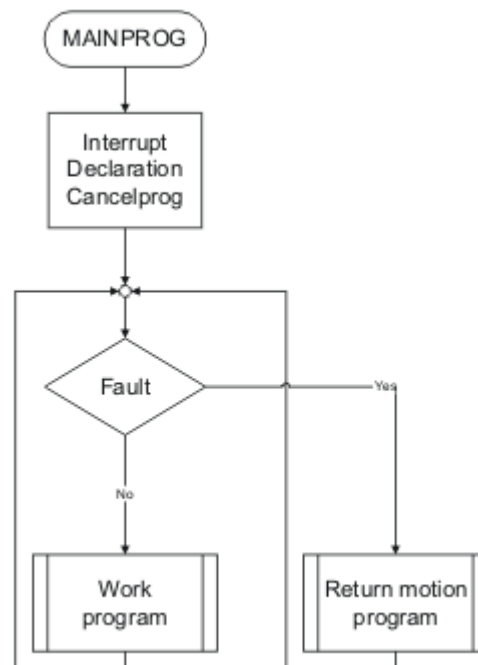 MAINPROG
Interrupt
Declaration
Cancelprog
Fault
Yes
No
Work
program
Return motion
program